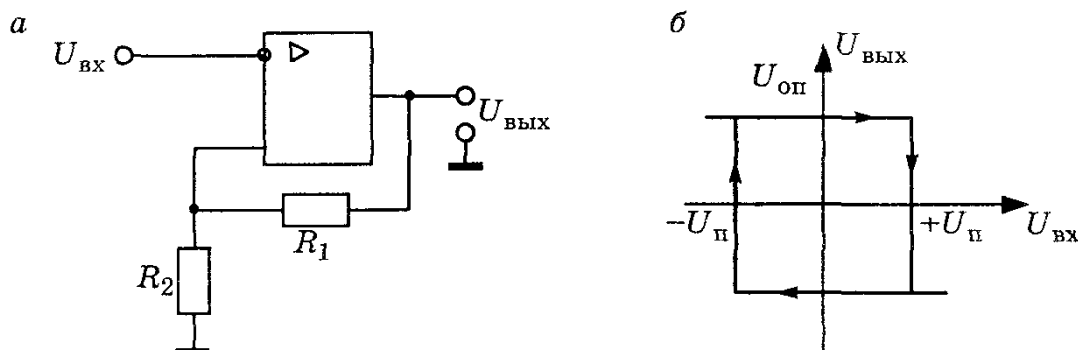 а
U_вх
▷
U_вых
R_1
R_2
б
U_вых
U_оп
−U_п
+U_п
U_вх